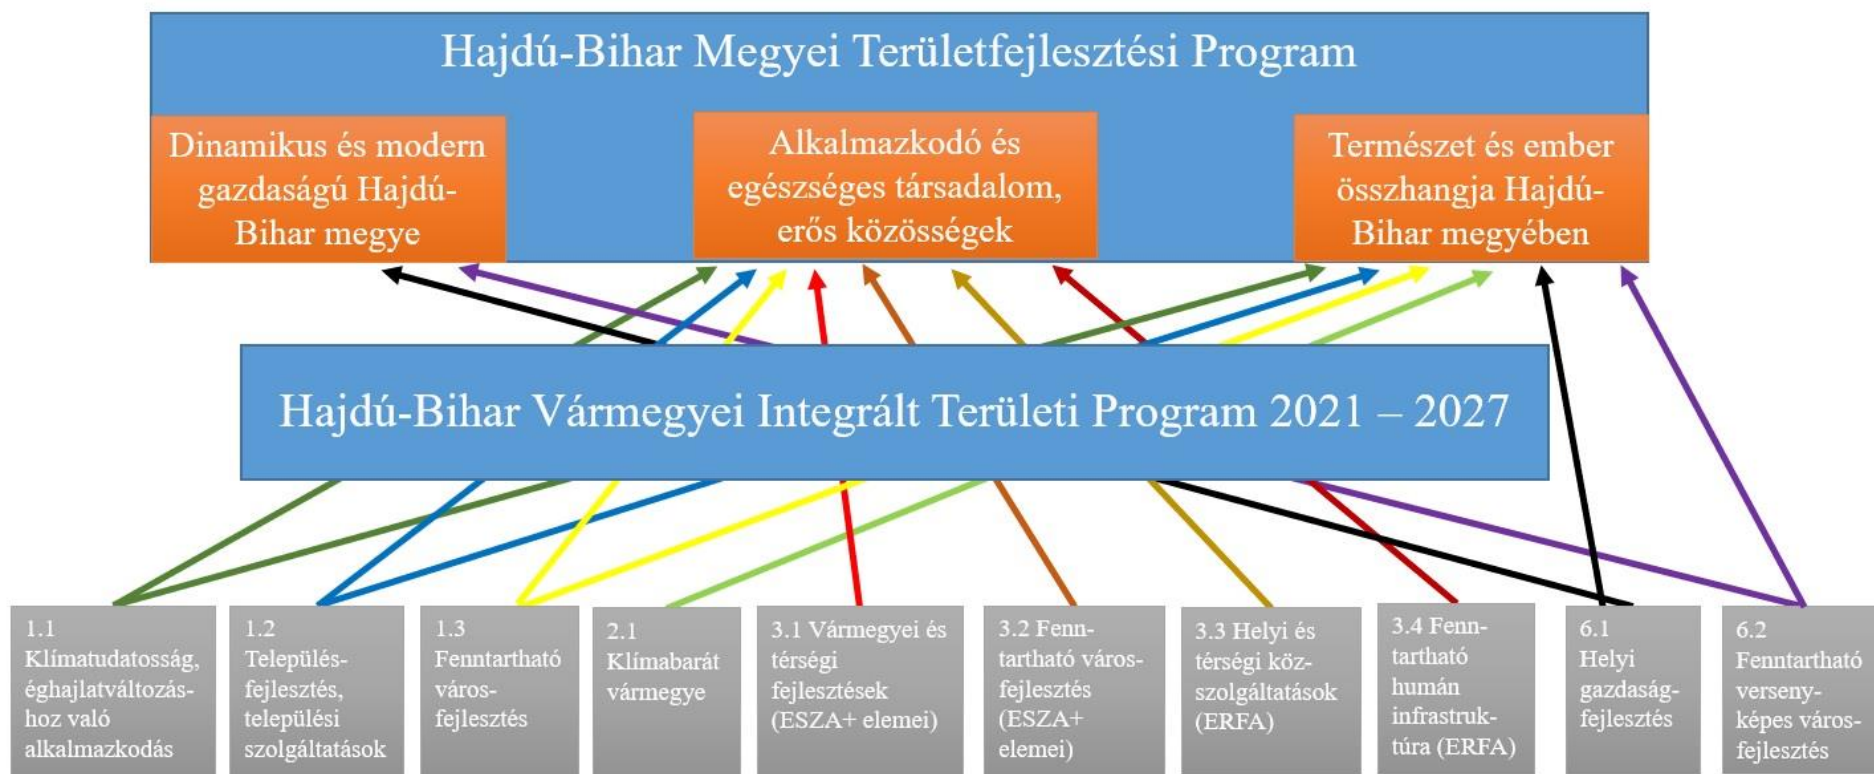 Hajdú-Bihar Megyei Területfejlesztési Program
Dinamikus és modern
gazdaságú Hajdú-
Bihar megye
Alkalmazkodó és
egészséges társadalom,
erős közösségek
Természet és ember
összhangja Hajdú-
Bihar megyében
Hajdú-Bihar Vármegyei Integrált Területi Program 2021 – 2027
1.1
Klímatudatosság,
éghajlatváltozás-
hoz való
alkalmazkodás
1.2
Település-
fejlesztés,
települési
szolgáltatások
1.3
Fenntartható
város-
fejlesztés
2.1
Klímabarát
vármegye
3.1 Vármegyei és
térségi
fejlesztések
(ESZA+ elemei)
3.2 Fenn-
tartható város-
fejlesztés
(ESZA+
elemei)
3.3 Helyi és
térségi köz-
szolgáltatások
(ERFA)
3.4 Fenn-
tartható
humán
infrastruk-
túra (ERFA)
6.1
Helyi
gazdaság-
fejlesztés
6.2
Fenntartható
verseny-
képes város-
fejlesztés